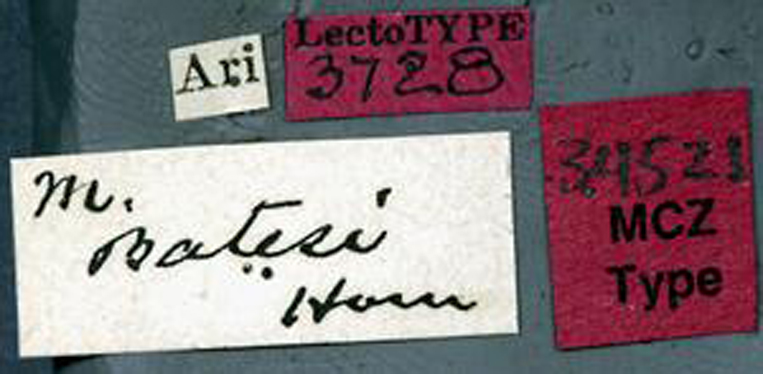 Ari
LectoTYPE
3728
M.
Batesi
Horn
34521
MCZ
Type